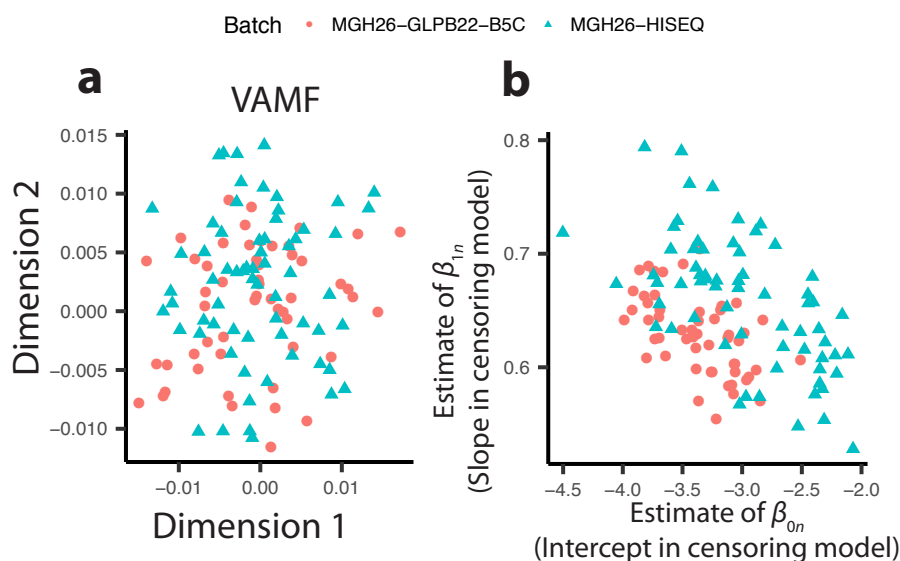 Batch MGH26−GLPB22−B5C MGH26−HISEQ
a
VAMF
Dimension 2
0.015
0.010
0.005
0.000
−0.005
−0.010
−0.01 0.00 0.01
Dimension 1
b
Estimate of β1n
(Slope in censoring model)
0.8
0.7
0.6
−4.5 −4.0 −3.5 −3.0 −2.5 −2.0
Estimate of β0n
(Intercept in censoring model)